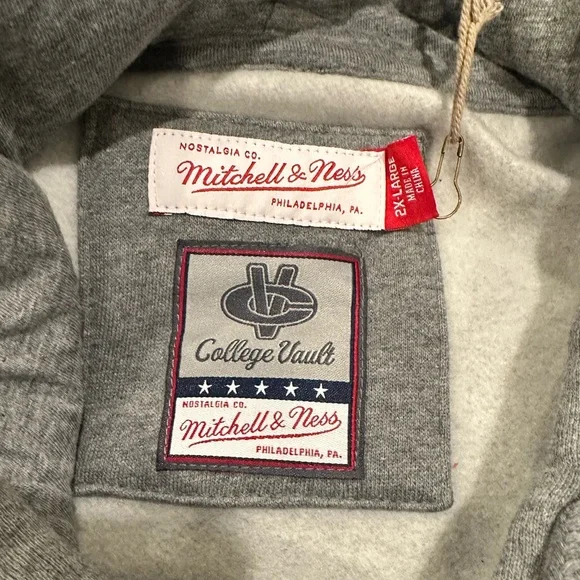 NOSTALGIA CO.
Mitchell & Ness
PHILADELPHIA, PA.
2X-LARGE
MADE IN
CHINA
VC
College Vault
NOSTALGIA CO.
Mitchell & Ness
PHILADELPHIA, PA.